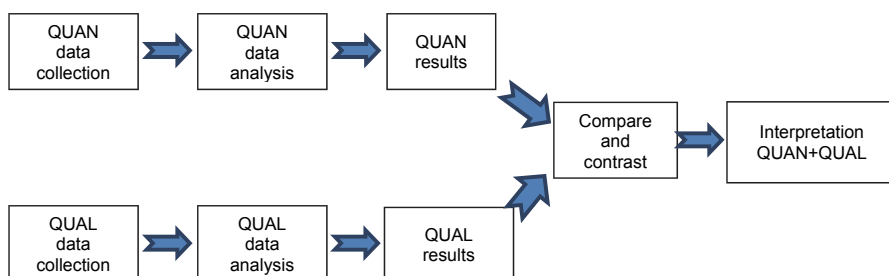 QUAN
data
collection
QUAN
data
analysis
QUAN
results
Compare
and
contrast
Interpretation
QUAN+QUAL
QUAL
data
collection
QUAL
data
analysis
QUAL
results